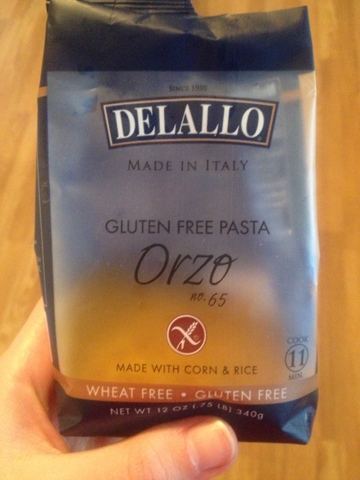 SINCE 1950
DELALLO
MADE IN ITALY
GLUTEN FREE PASTA
Orzo
no. 65
MADE WITH CORN & RICE
COOK
11
MIN
WHEAT FREE • GLUTEN FREE
NET WT 12 OZ (.75 LB) 340g